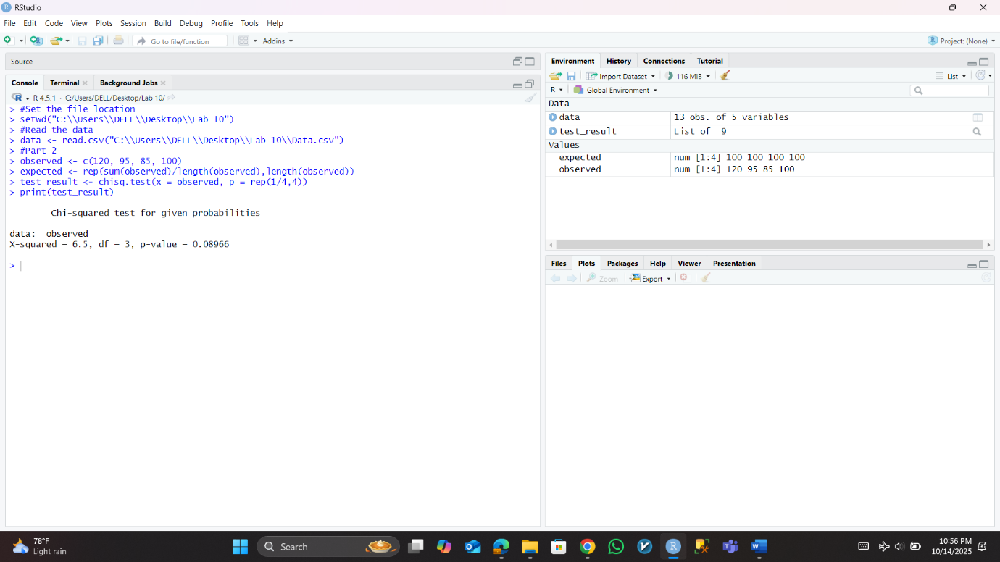 RStudio
File Edit Code View Plots Session Build Debug Profile Tools Help
Go to file/function Addins Project: (None)
Source
Console Terminal Background Jobs
R 4.5.1 · C:/Users/DELL/Desktop/Lab 10/
> #Set the file location
> setwd("C:\\Users\\DELL\\Desktop\\Lab 10")
> #Read the data
> data <- read.csv("C:\\Users\\DELL\\Desktop\\Lab 10\\Data.csv")
> #Part 2
> observed <- c(120, 95, 85, 100)
> expected <- rep(sum(observed)/length(observed),length(observed))
> test_result <- chisq.test(x = observed, p = rep(1/4,4))
> print(test_result)
Chi-squared test for given probabilities
data: observed
X-squared = 6.5, df = 3, p-value = 0.08966
>
Environment History Connections Tutorial
Import Dataset 116 MiB List
R Global Environment
Data
data 13 obs. of 5 variables
test_result List of 9
Values
expected num [1:4] 100 100 100 100
observed num [1:4] 120 95 85 100
Files Plots Packages Help Viewer Presentation
Zoom Export
78°F
Light rain
Search
10:56 PM
10/14/2025